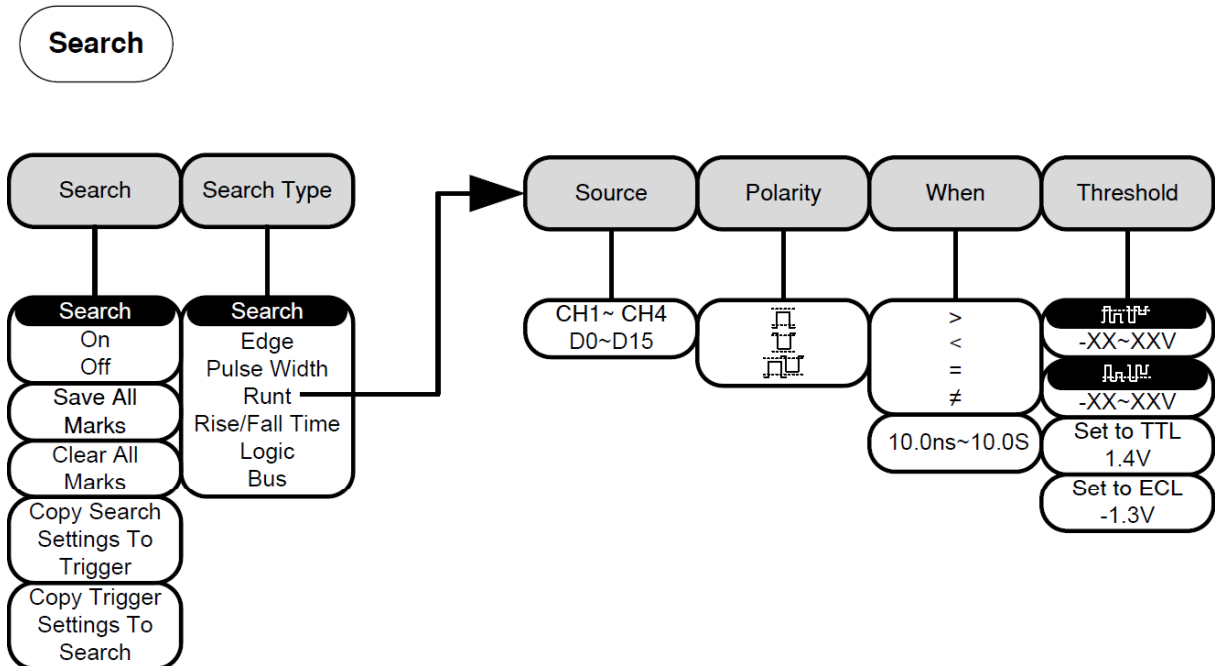 Search
Search
Search Type
Source
Polarity
When
Threshold
Search
On
Off
Save All
Marks
Clear All
Marks
Copy Search
Settings To
Trigger
Copy Trigger
Settings To
Search
Search
Edge
Pulse Width
Runt
Rise/Fall Time
Logic
Bus
CH1~ CH4
D0~D15
>
<
=
≠
10.0ns~10.0S
-XX~XXV
-XX~XXV
Set to TTL
1.4V
Set to ECL
-1.3V